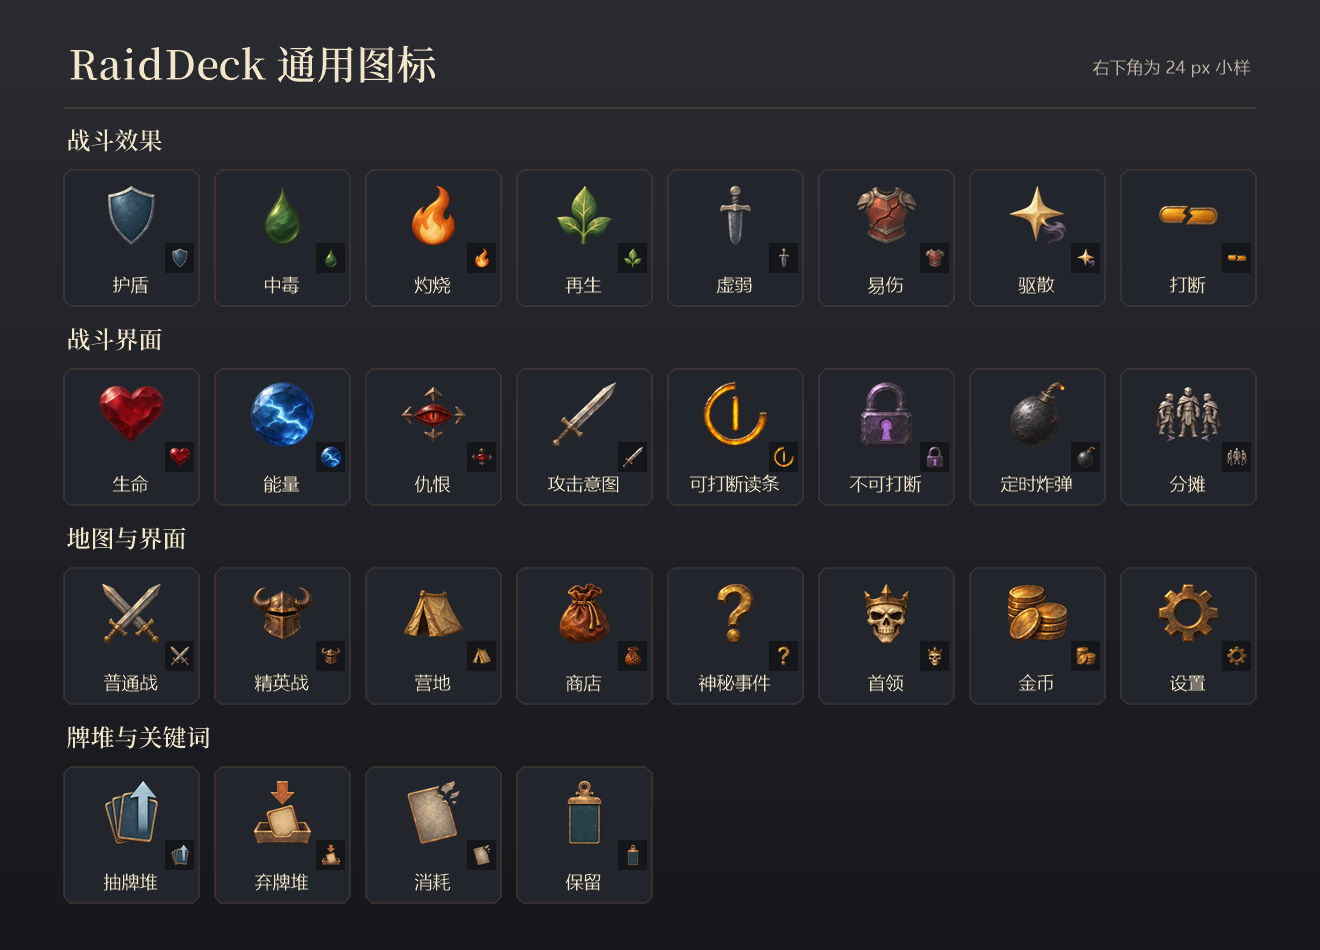 RaidDeck 通用图标
右下角为 24 px 小样
战斗效果
护盾
中毒
灼烧
再生
虚弱
易伤
驱散
打断
战斗界面
生命
能量
仇恨
攻击意图
可打断读条
不可打断
定时炸弹
分摊
地图与界面
普通战
精英战
营地
商店
神秘事件
首领
金币
设置
牌堆与关键词
抽牌堆
弃牌堆
消耗
保留